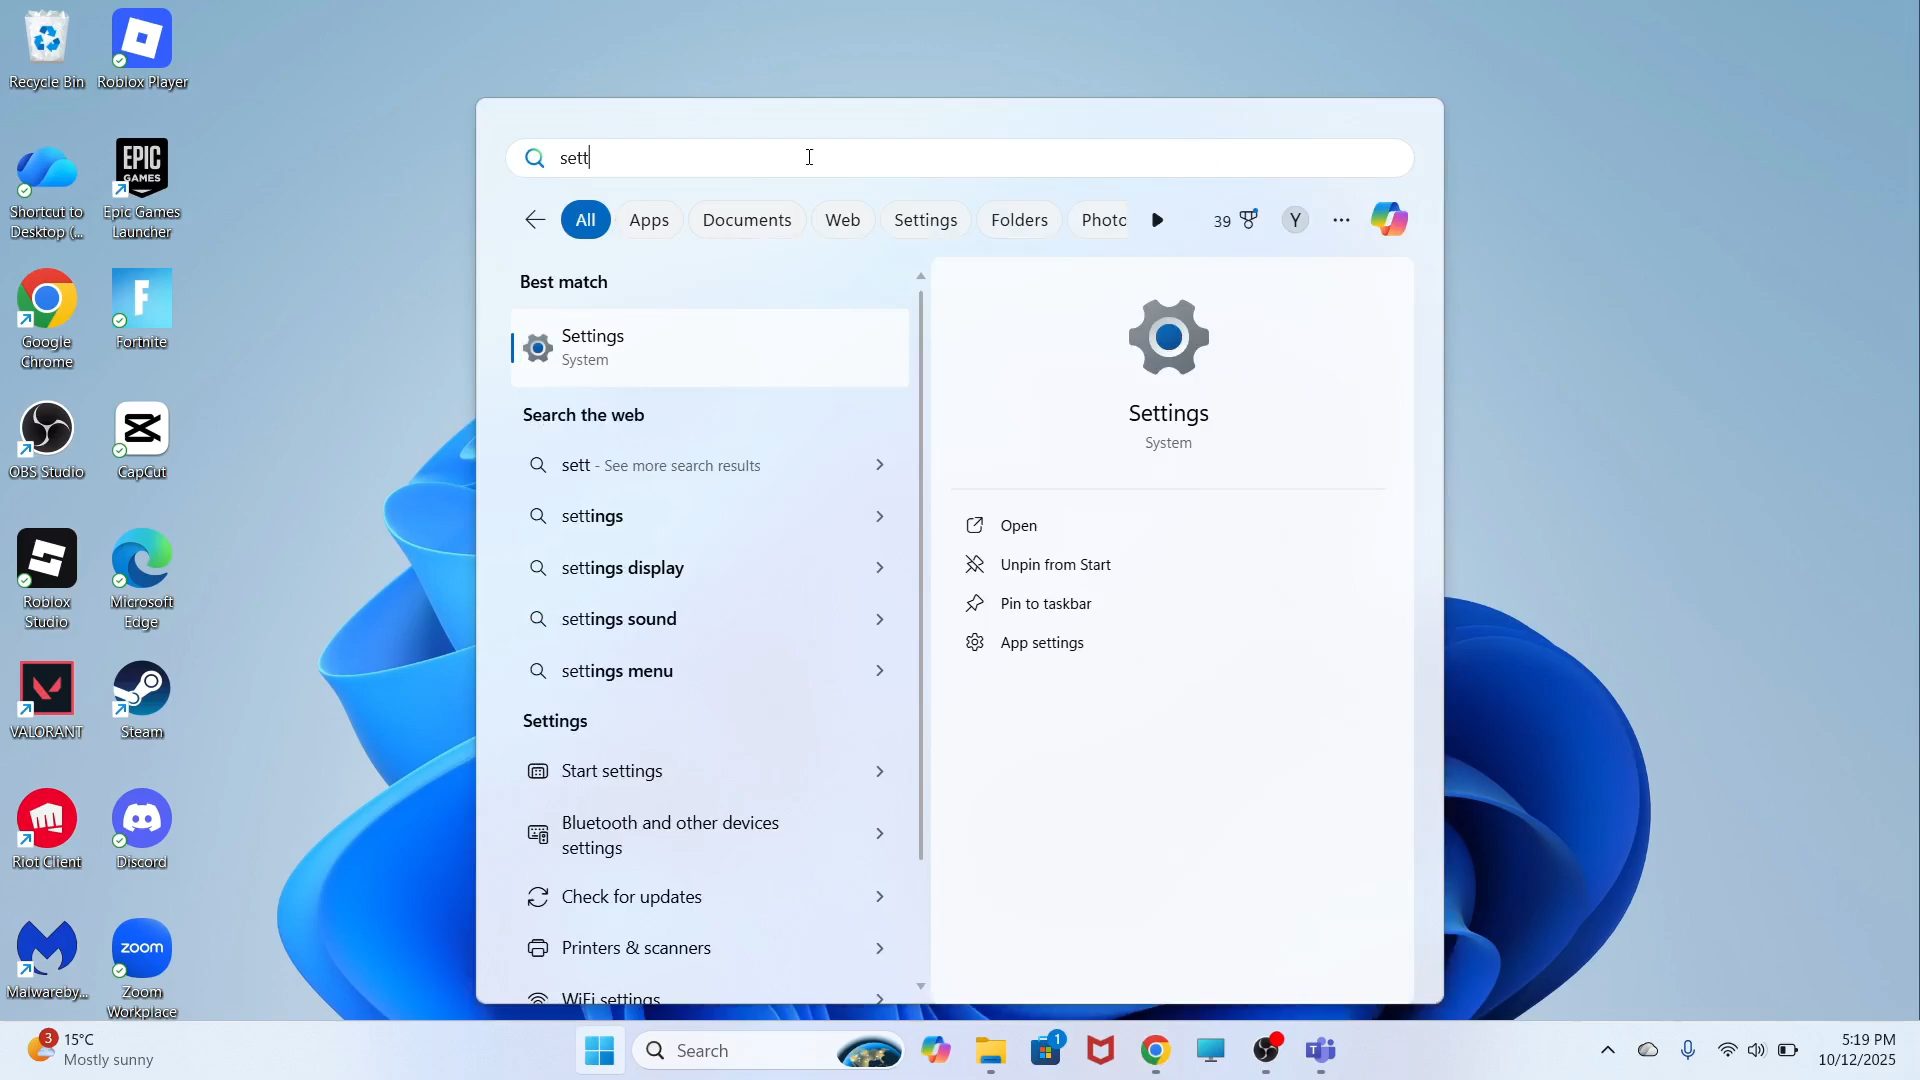 Recycle Bin
Roblox Player
Shortcut to
Desktop (...
EPIC
GAMES
Epic Games
Launcher
Google
Chrome
Fortnite
OBS Studio
CapCut
Roblox
Studio
Microsoft
Edge
VALORANT
Steam
Riot Client
Discord
Malwareby...
zoom
Zoom
Workplace
sett
All
Apps
Documents
Web
Settings
Folders
Photo
39
Y
Best match
Settings
System
Search the web
sett - See more search results
settings
settings display
settings sound
settings menu
Settings
Start settings
Bluetooth and other devices
settings
Check for updates
Printers & scanners
WiFi settings
Settings
System
Open
Unpin from Start
Pin to taskbar
App settings
3
15°C
Mostly sunny
Search
1
5:19 PM
10/12/2025